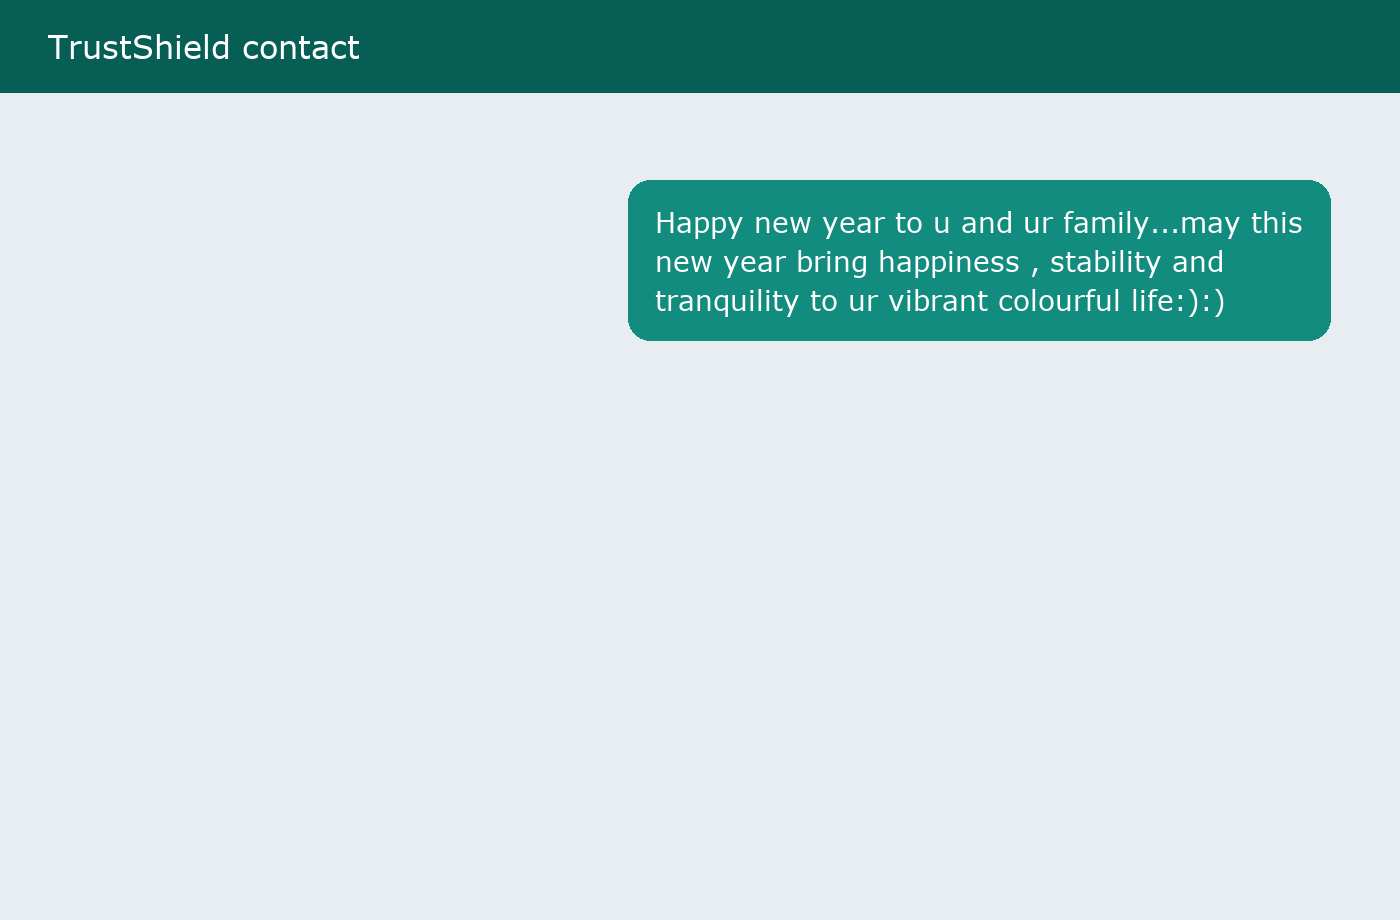 TrustShield contact
Happy new year to u and ur family...may this
new year bring happiness , stability and
tranquility to ur vibrant colourful life:):)